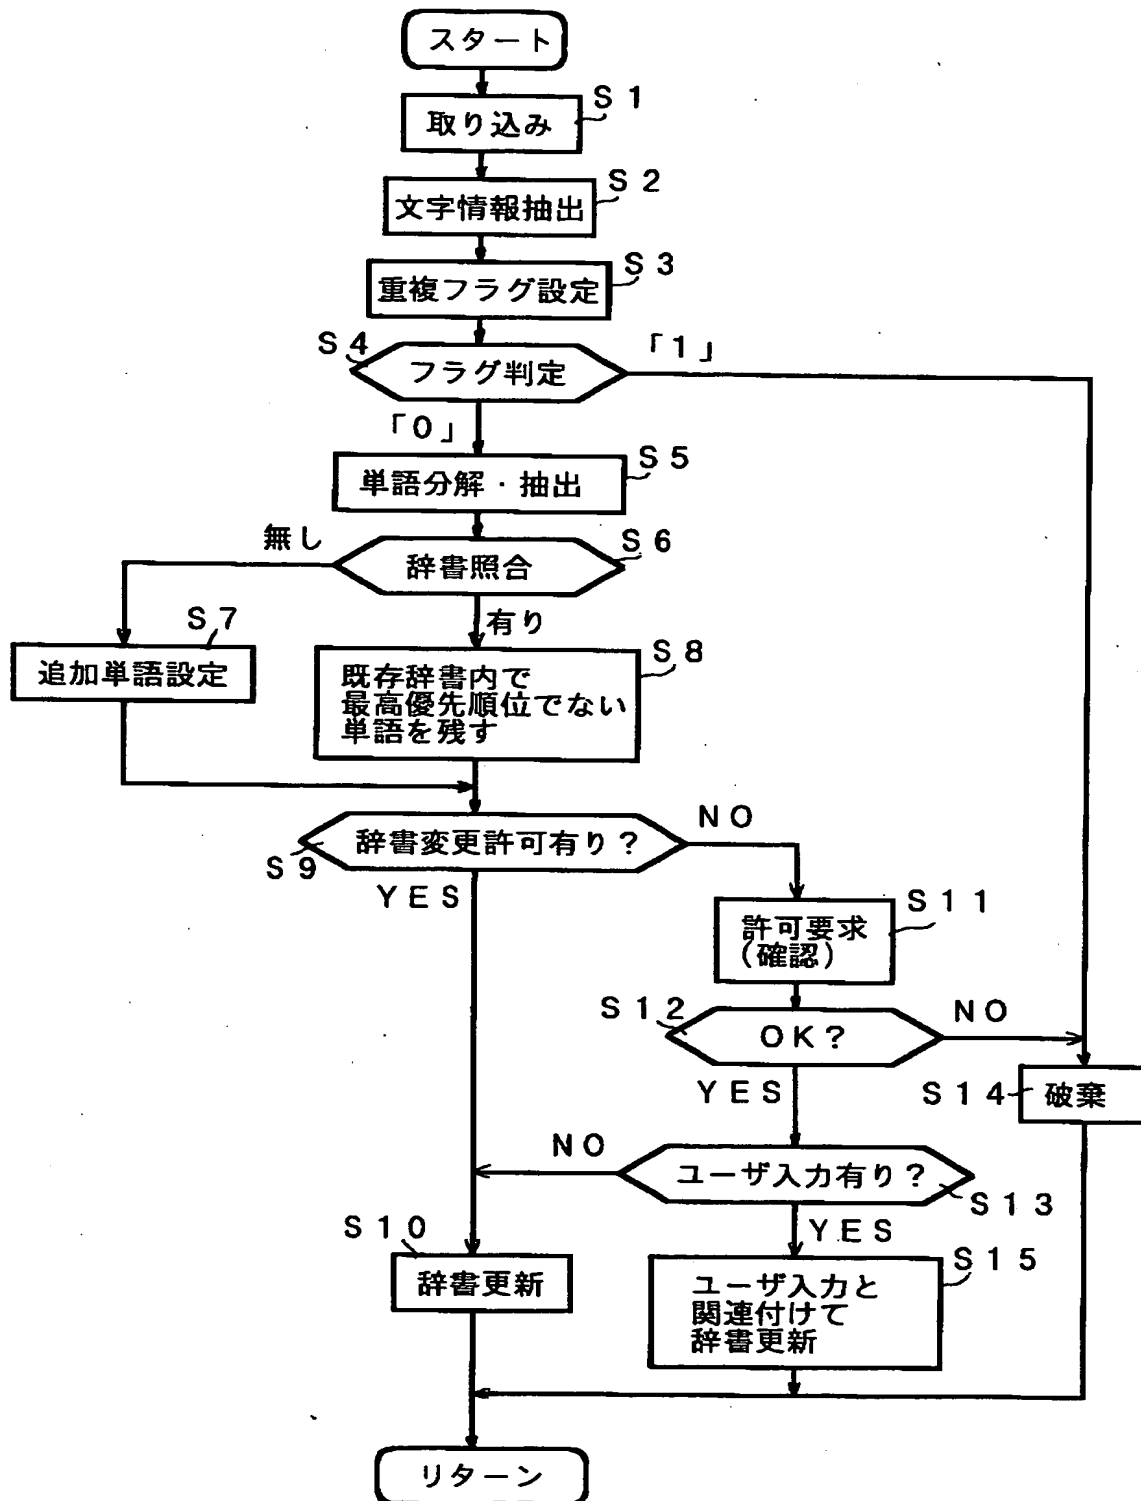 スタート
S1
取り込み
S2
文字情報抽出
S3
重複フラグ設定
S4
フラグ判定
「1」
「0」
S5
単語分解・抽出
無し
S6
辞書照合
有り
S7
追加単語設定
S8
既存辞書内で
最高優先順位でない
単語を残す
辞書変更許可有り?
NO
S9
YES
S11
許可要求
(確認)
S12
OK?
NO
YES
S14
破棄
NO
ユーザ入力有り?
S13
YES
S10
辞書更新
S15
ユーザ入力と
関連付けて
辞書更新
リターン